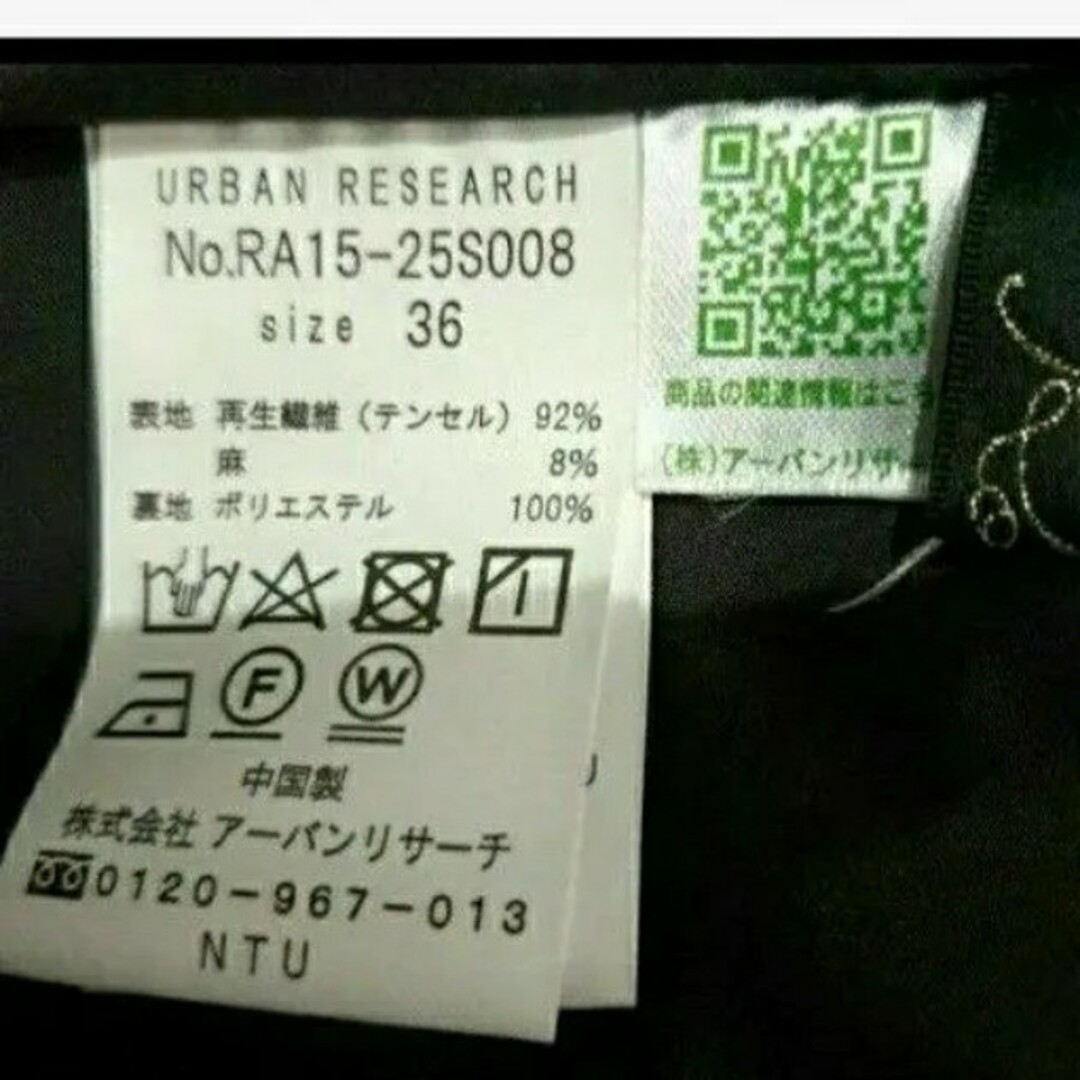 URBAN RESEARCH
No.RA15-25S008
size 36
表地 再生繊維（テンセル） 92%
麻 8%
裏地 ポリエステル 100%
F W
中国製
株式会社 アーバンリサーチ
0120-967-013
NTU
商品の関連情報はこち
(株)アーバンリサー